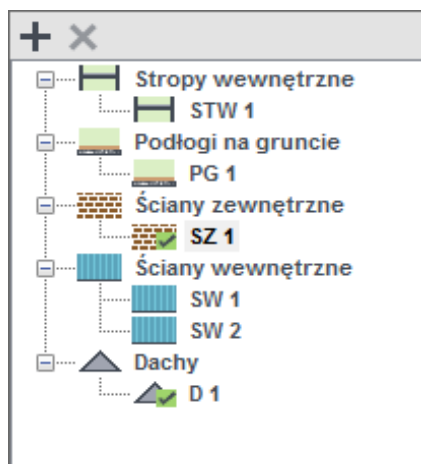 Stropy wewnętrzne
STW 1
Podłogi na gruncie
PG 1
Ściany zewnętrzne
SZ 1
Ściany wewnętrzne
SW 1
SW 2
Dachy
D 1